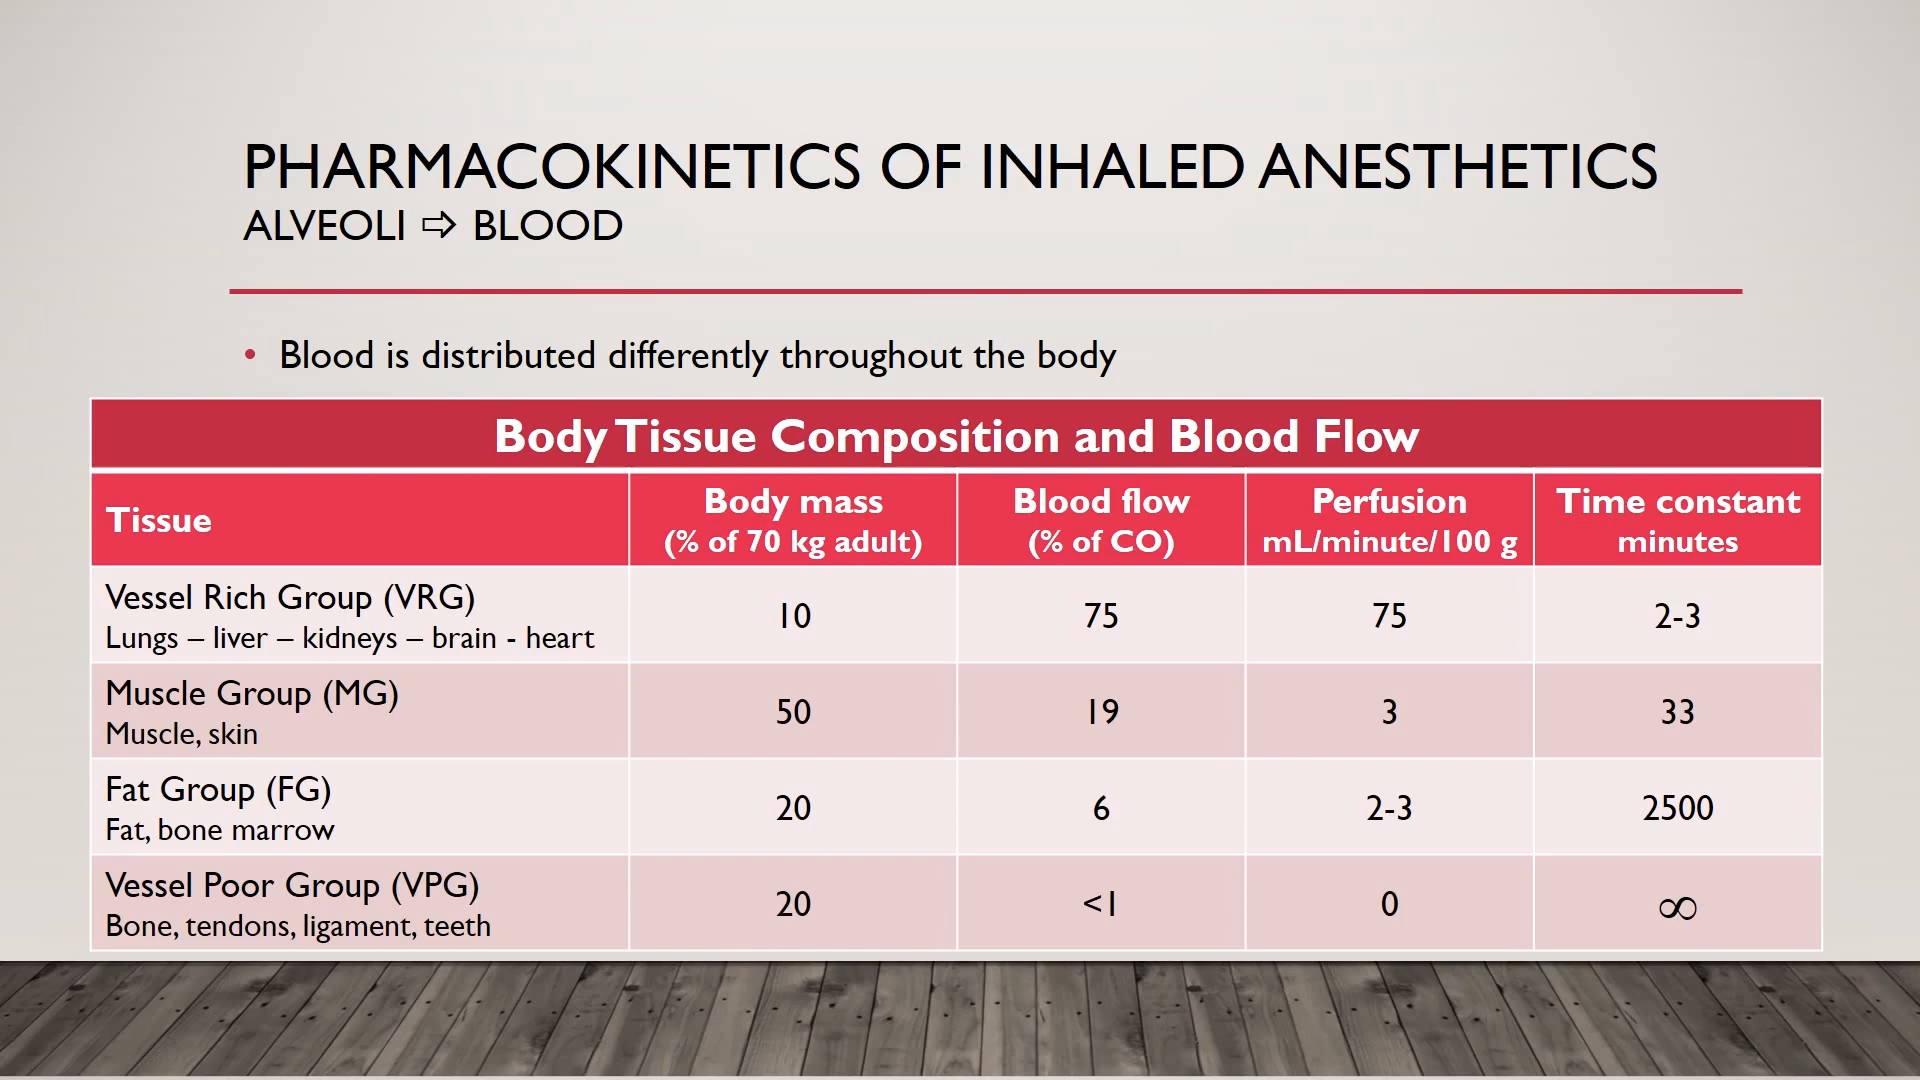 PHARMACOKINETICS OF INHALED ANESTHETICS
ALVEOLI ⇨ BLOOD
• Blood is distributed differently throughout the body
Body Tissue Composition and Blood Flow
Tissue
Body mass
(% of 70 kg adult)
Blood flow
(% of CO)
Perfusion
mL/minute/100 g
Time constant
minutes
Vessel Rich Group (VRG)
Lungs – liver – kidneys – brain - heart
10
75
75
2-3
Muscle Group (MG)
Muscle, skin
50
19
3
33
Fat Group (FG)
Fat, bone marrow
20
6
2-3
2500
Vessel Poor Group (VPG)
Bone, tendons, ligament, teeth
20
<1
0
∞